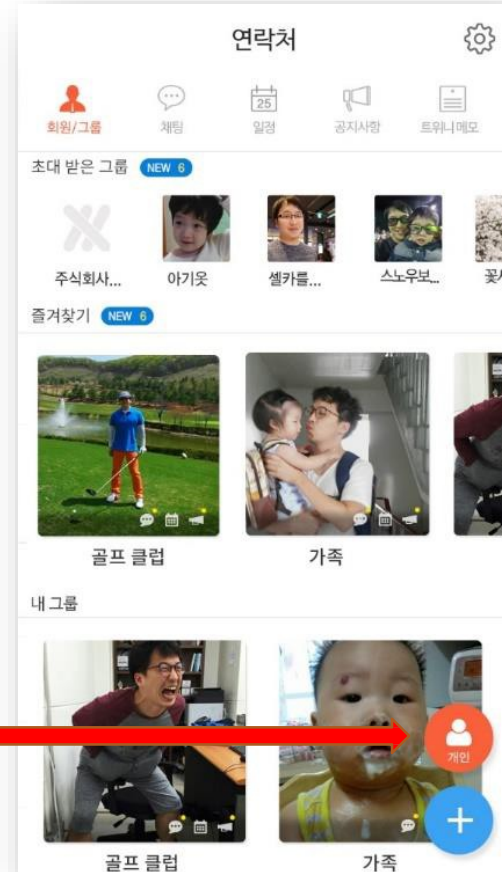 연락처
회원/그룹 채팅 일정 공지사항 트위니메모
25
초대 받은 그룹 NEW 6
주식회사... 아기옷 셀카를... 스노우보...
즐겨찾기 NEW 6
골프 클럽 가족
내 그룹
개인
골프 클럽 가족